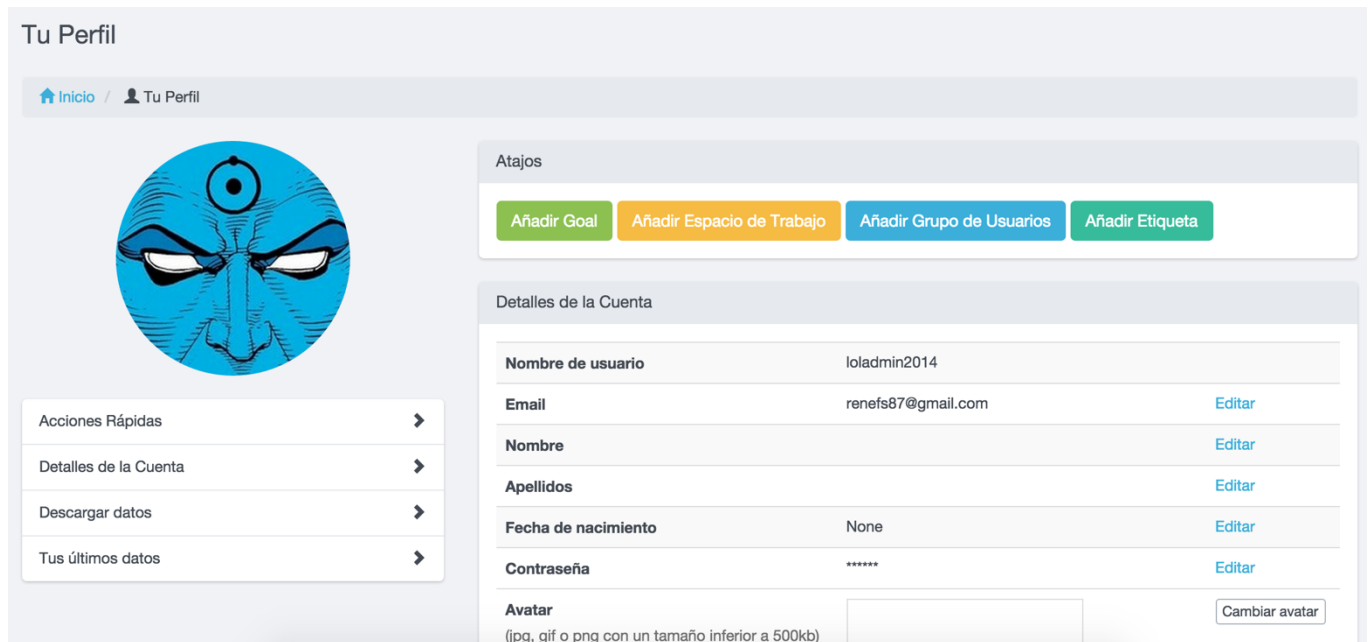 Tu Perfil
Inicio / Tu Perfil
Acciones Rápidas
Detalles de la Cuenta
Descargar datos
Tus últimos datos
Atajos
Añadir Goal Añadir Espacio de Trabajo Añadir Grupo de Usuarios Añadir Etiqueta
Detalles de la Cuenta
Nombre de usuario loladmin2014
Email renefs87@gmail.com Editar
Nombre Editar
Apellidos Editar
Fecha de nacimiento None Editar
Contraseña ****** Editar
Avatar Cambiar avatar
(jpg, gif o png con un tamaño inferior a 500kb)